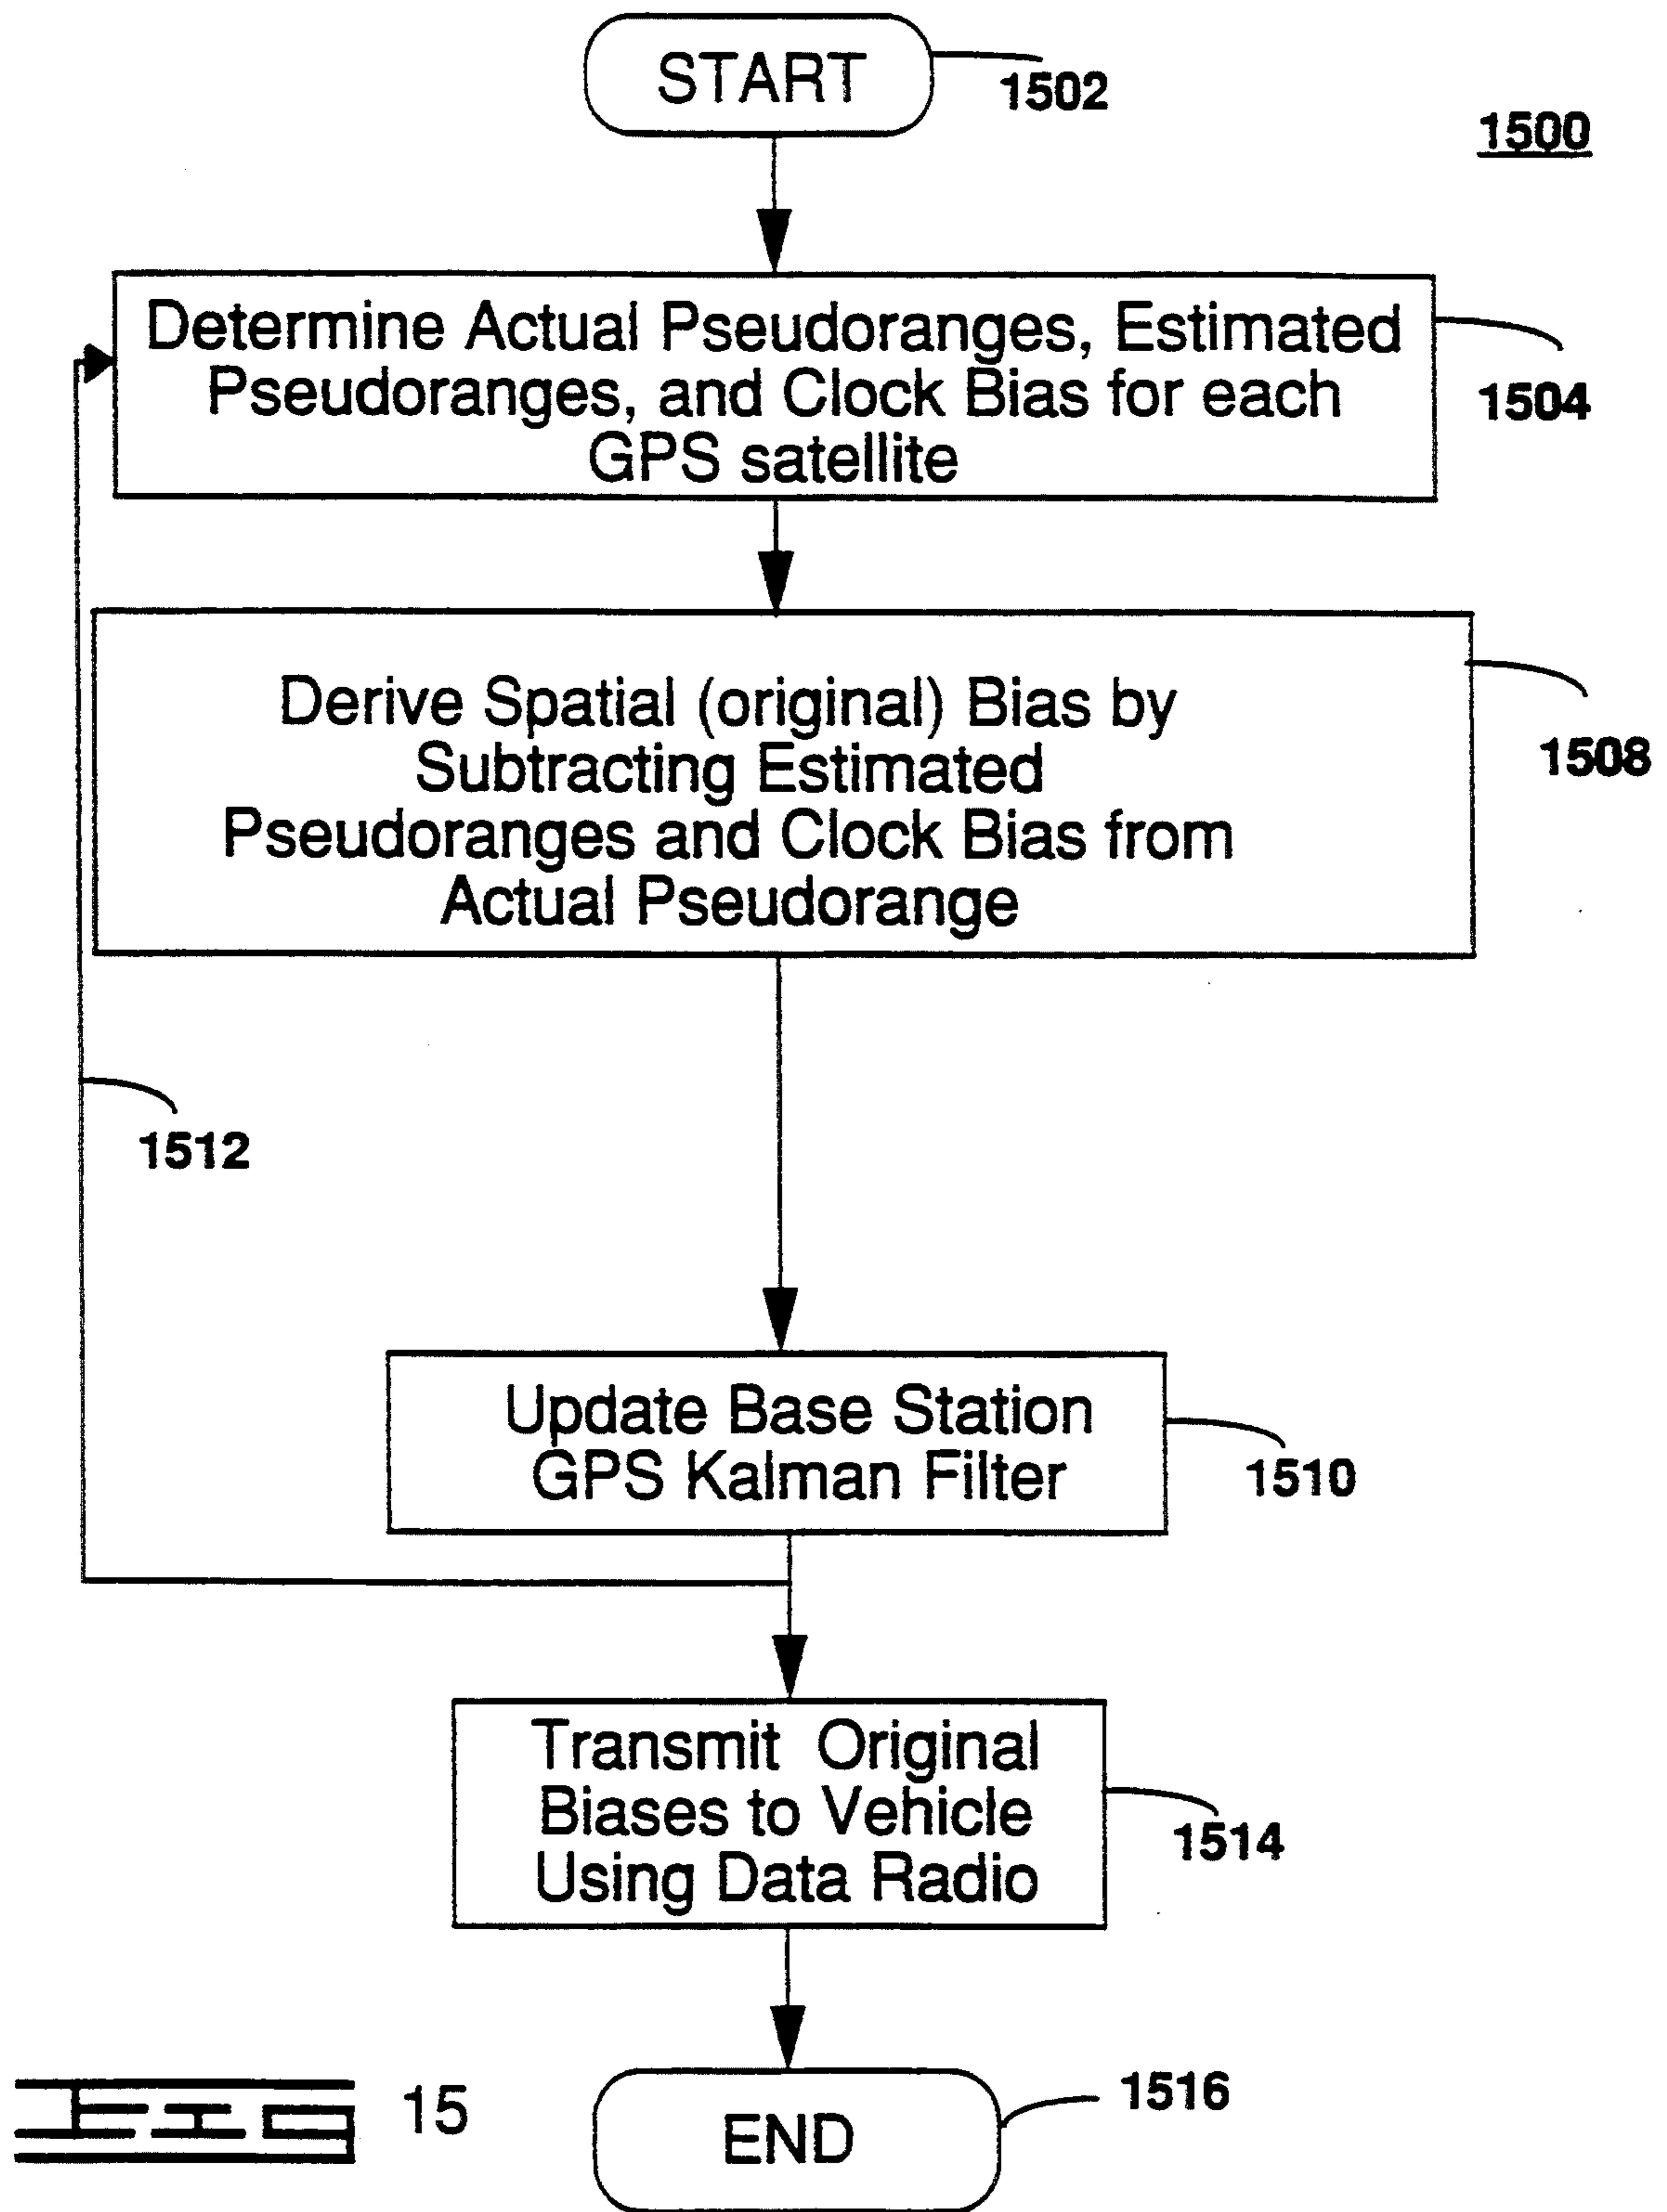 START
1502
1500
Determine Actual Pseudoranges, Estimated
Pseudoranges, and Clock Bias for each
GPS satellite
1504
Derive Spatial (original) Bias by
Subtracting Estimated
Pseudoranges and Clock Bias from
Actual Pseudorange
1508
1512
Update Base Station
GPS Kalman Filter
1510
Transmit Original
Biases to Vehicle
Using Data Radio
1514
END
1516
FIG 15